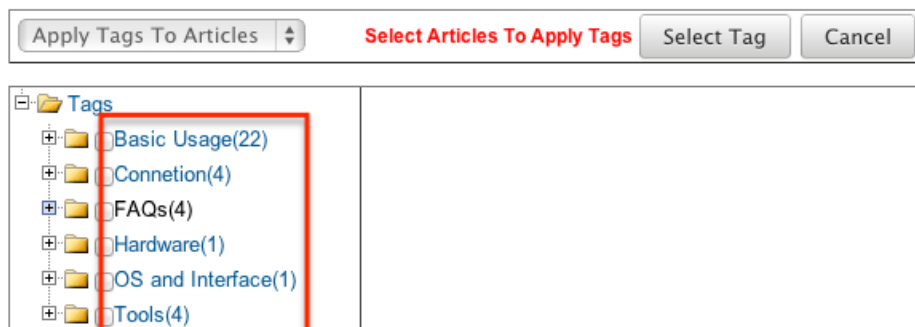 Apply Tags To Articles Select Articles To Apply Tags Select Tag Cancel
Tags
Basic Usage(22)
Connetion(4)
FAQs(4)
Hardware(1)
OS and Interface(1)
Tools(4)